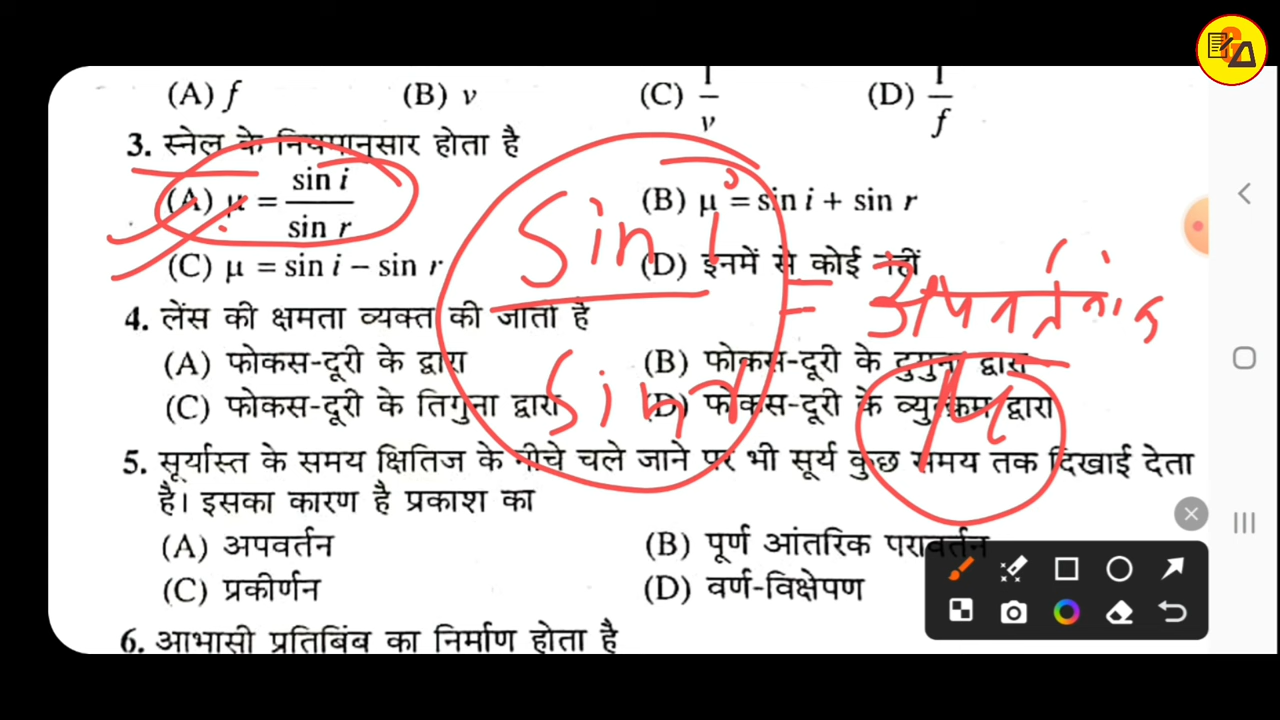 (A) f (B) v (C) 1/v (D) 1/f
3. स्नेल के नियमानुसार होता है
(A) μ = sin i / sin r (B) μ = sin i + sin r
(C) μ = sin i – sin r (D) इनमें से कोई नहीं
Sin i / Sin r = अपवर्तनांक
μ
4. लेंस की क्षमता व्यक्त की जाती है
(A) फोकस-दूरी के द्वारा (B) फोकस-दूरी के दुगुना द्वारा
(C) फोकस-दूरी के तिगुना द्वारा (D) फोकस-दूरी के व्युत्क्रम द्वारा
5. सूर्यास्त के समय क्षितिज के नीचे चले जाने पर भी सूर्य कुछ समय तक दिखाई देता
है। इसका कारण है प्रकाश का
(A) अपवर्तन (B) पूर्ण आंतरिक परावर्तन
(C) प्रकीर्णन (D) वर्ण-विक्षेपण
6. आभासी प्रतिबिंब का निर्माण होता है